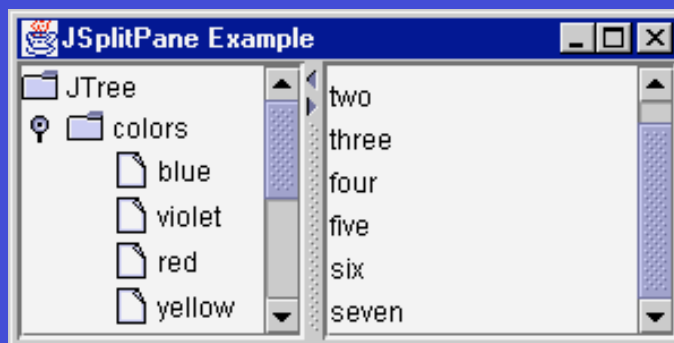 JSplitPane Example
JTree
colors
blue
violet
red
yellow
two
three
four
five
six
seven